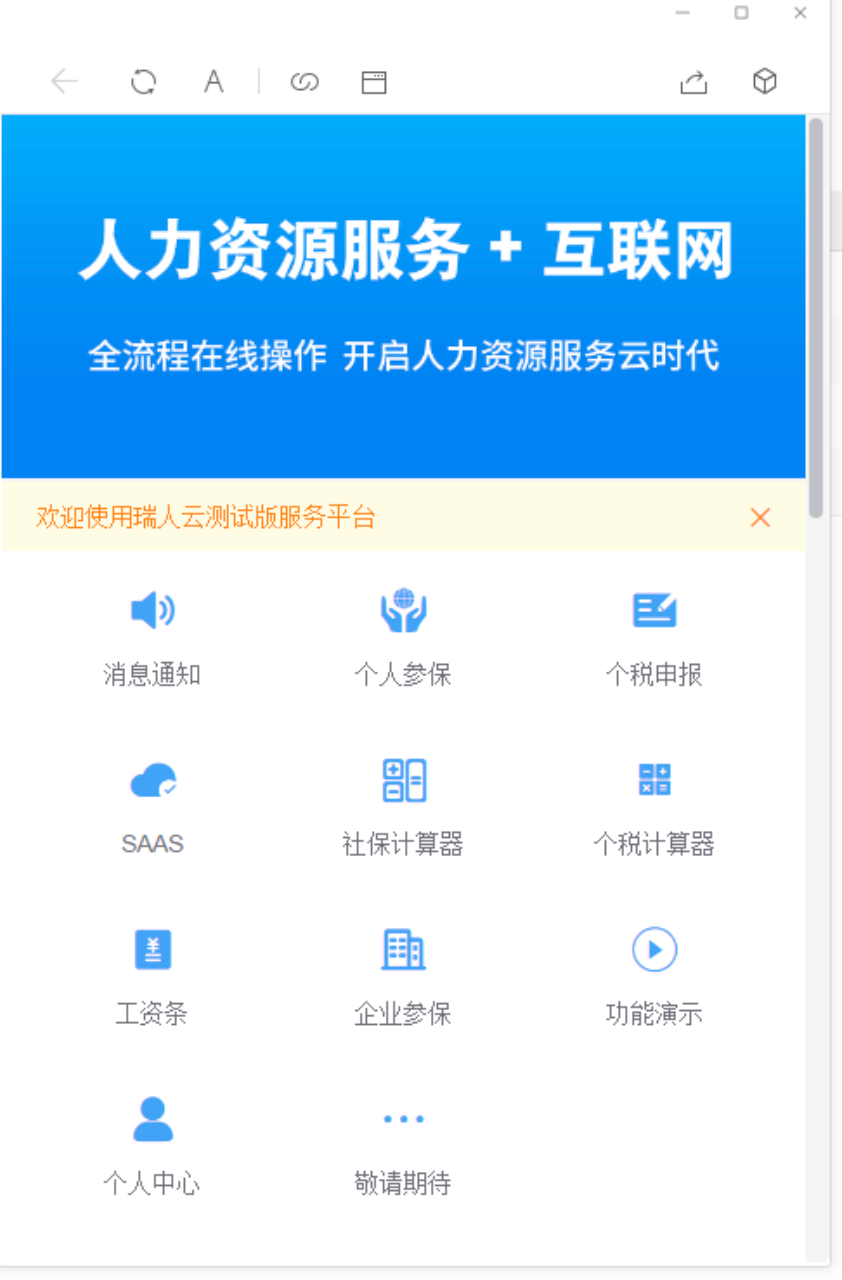 人力资源服务 + 互联网
全流程在线操作 开启人力资源服务云时代
欢迎使用瑞人云测试版服务平台
消息通知 个人参保 个税申报
SAAS 社保计算器 个税计算器
工资条 企业参保 功能演示
个人中心 敬请期待